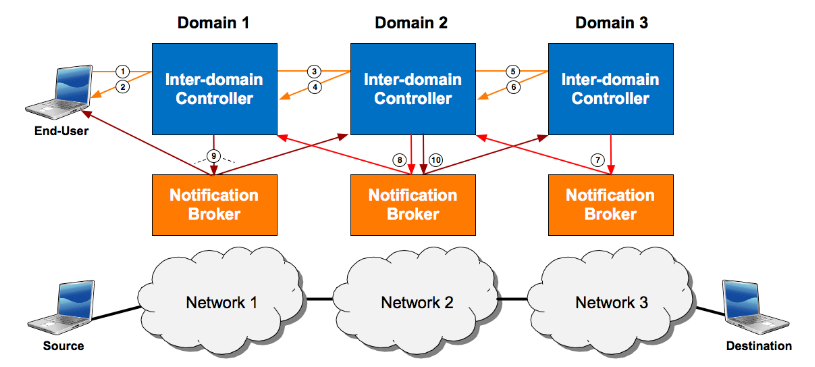 Domain 1
Domain 2
Domain 3
1
2
3
4
5
6
Inter-domain
Controller
Inter-domain
Controller
Inter-domain
Controller
End-User
9
8
10
7
Notification
Broker
Notification
Broker
Notification
Broker
Network 1
Network 2
Network 3
Source
Destination